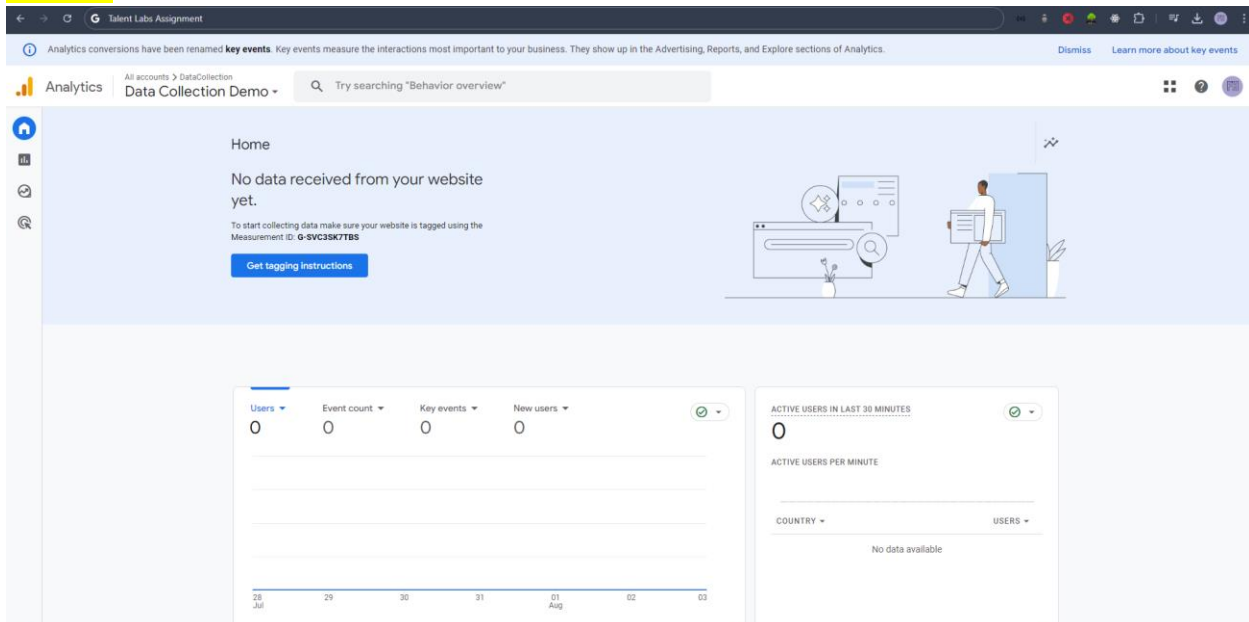 G Talent Labs Assignment
Analytics conversions have been renamed key events. Key events measure the interactions most important to your business. They show up in the Advertising, Reports, and Explore sections of Analytics.
Dismiss
Learn more about key events
Analytics
All accounts > DataCollection
Data Collection Demo
Try searching "Behavior overview"
Home
No data received from your website
yet.
To start collecting data make sure your website is tagged using the
Measurement ID: G-SVC3SK7TBS
Get tagging instructions
Users
Event count
Key events
New users
0
0
0
0
28
Jul
29
30
31
01
Aug
02
03
ACTIVE USERS IN LAST 30 MINUTES
0
ACTIVE USERS PER MINUTE
COUNTRY
USERS
No data available